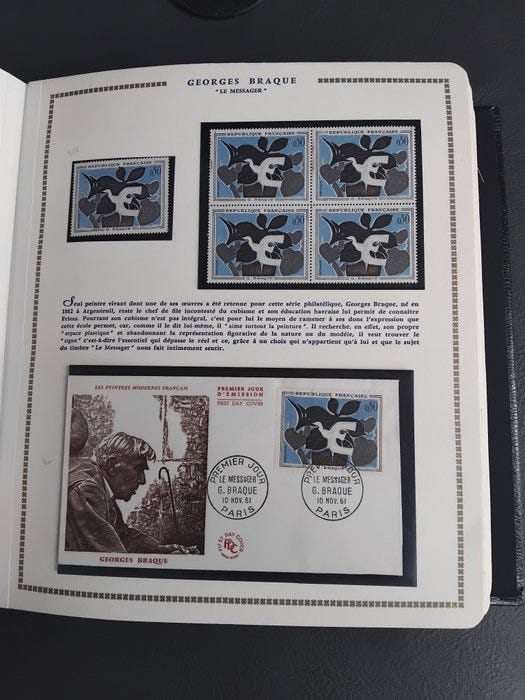 GEORGES BRAQUE
"LE MESSAGER"
REPUBLIQUE FRANÇAISE
0,50
G. BRAQUE
REPUBLIQUE FRANÇAISE
0,50
REPUBLIQUE FRANÇAISE
0,50
G. BRAQUE
G. BRAQUE
REPUBLIQUE FRANÇAISE
0,50
REPUBLIQUE FRANÇAISE
0,50
G. BRAQUE
G. BRAQUE
Seul peintre vivant dont une de ses œuvres a été retenue pour cette série philatélique, Georges Braque, né en
1882 à Argenteuil, reste le chef de file incontesté du cubisme et son éducation havraise lui permit de connaître
Friesz. Pourtant son cubisme n'est pas intégral, c'est pour lui le moyen de ramener à ses dons l'expression que
cette école permet, car, comme il le dit lui-même, il "aime surtout la peinture". Il recherche, en effet, son propre
"espace plastique" et abandonnant la représentation figurative de la nature ou du modèle, il veut trouver le
"signe" c'est-à-dire l'essentiel qui dépasse le réel et ce, grâce à un choix qui n'appartient qu'à lui et que le sujet
du timbre "Le Messager" nous fait intimement sentir.
LES PEINTRES MODERNES FRANÇAIS
PREMIER JOUR
D'ÉMISSION
FIRST DAY COVER
0,50
PREMIER JOUR
LE MESSAGER
G. BRAQUE
10 NOV. 61
PARIS
PREMIER JOUR
LE MESSAGER
G. BRAQUE
10 NOV. 61
PARIS
FIRST DAY COVER
FDC
GEORGES BRAQUE